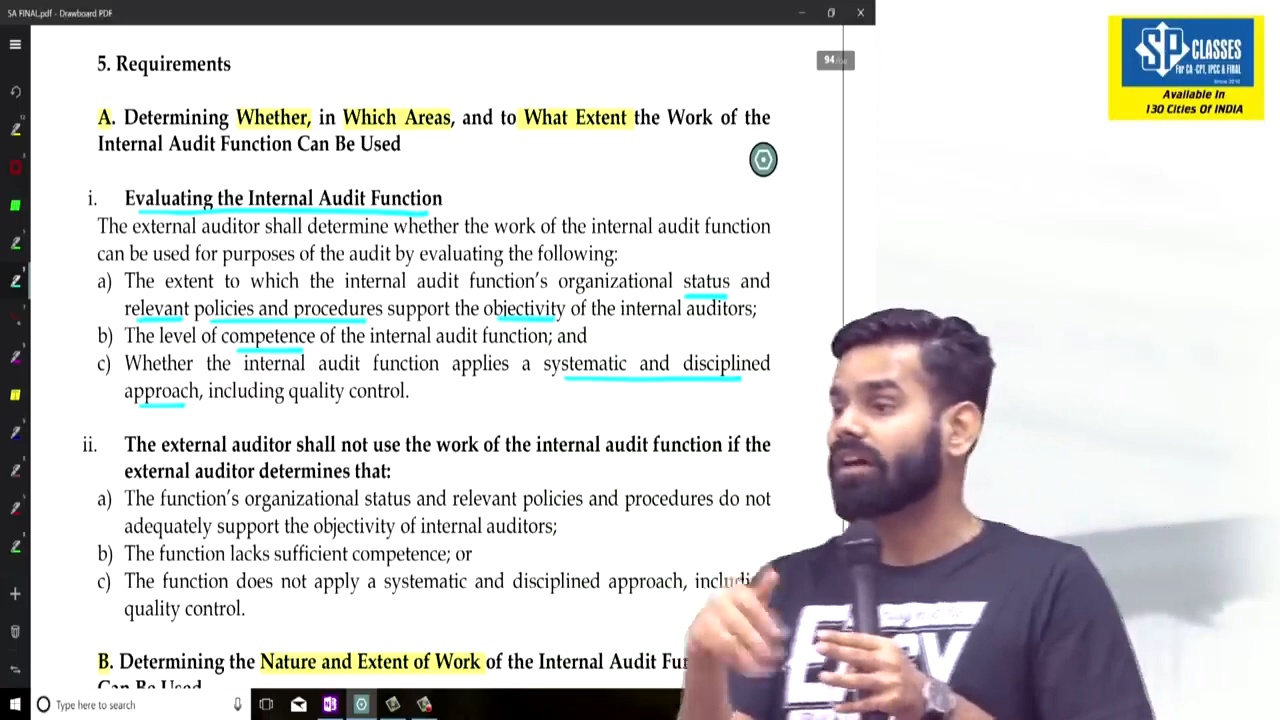 SA FINAL.pdf - Drawboard PDF
SP CLASSES
For CA -CPT, IPCC & FINAL
Since 2010
Available In
130 Cities Of INDIA
94
5. Requirements
A. Determining Whether, in Which Areas, and to What Extent the Work of the
Internal Audit Function Can Be Used
i. Evaluating the Internal Audit Function
The external auditor shall determine whether the work of the internal audit function
can be used for purposes of the audit by evaluating the following:
a) The extent to which the internal audit function’s organizational status and
relevant policies and procedures support the objectivity of the internal auditors;
b) The level of competence of the internal audit function; and
c) Whether the internal audit function applies a systematic and disciplined
approach, including quality control.
ii. The external auditor shall not use the work of the internal audit function if the
external auditor determines that:
a) The function’s organizational status and relevant policies and procedures do not
adequately support the objectivity of internal auditors;
b) The function lacks sufficient competence; or
c) The function does not apply a systematic and disciplined approach,
quality control.
B. Determining the Nature and Extent of Work of the Internal Audit
Can Be Used
Type here to search